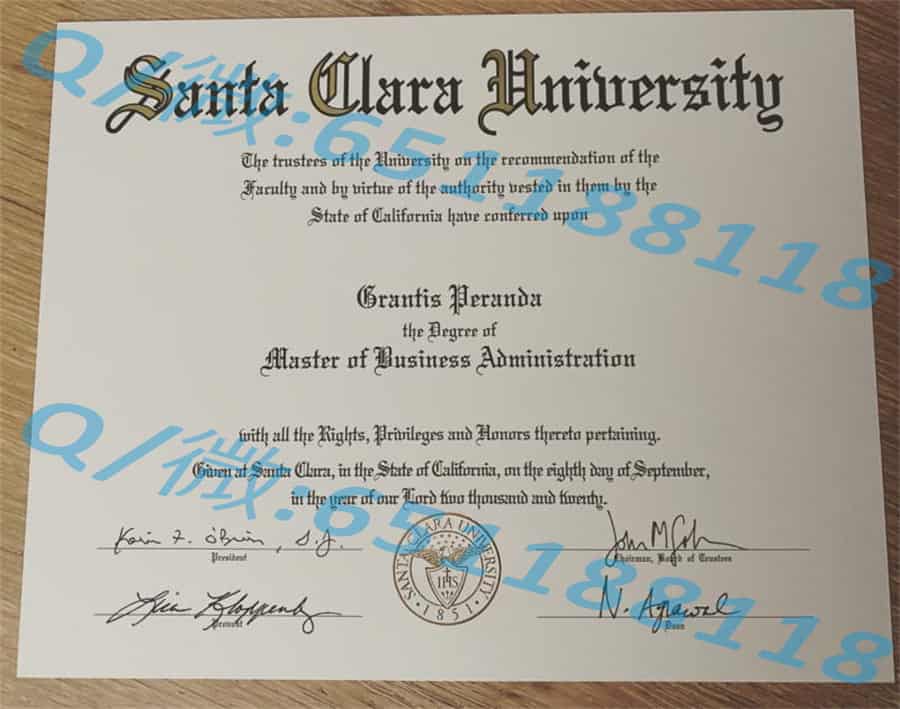 Santa Clara University
The trustees of the University on the recommendation of the
Faculty and by virtue of the authority vested in them by the
State of California have conferred upon
Grantis Peranda
the Degree of
Master of Business Administration
with all the Rights, Privileges and Honors thereto pertaining.
Given at Santa Clara, in the State of California, on the eighth day of September,
in the year of our Lord two thousand and twenty.
President
Chairman, Board of Trustees
Provost
N. Agrawal
Dean
SANTA CLARA UNIVERSITY
IHS
· 1851 ·
Q/微:651188118
Q/微:651188118